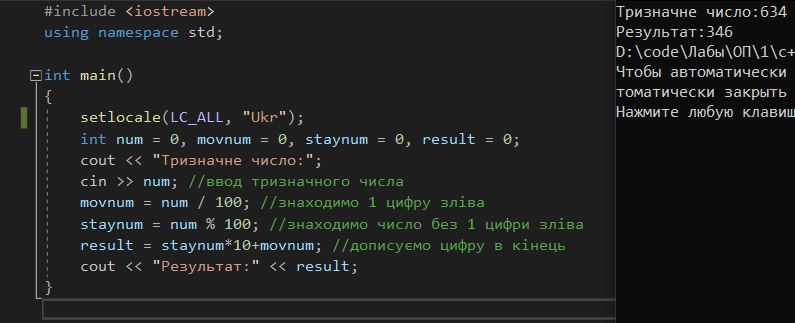 #include <iostream>
using namespace std;
int main()
{
setlocale(LC_ALL, "Ukr");
int num = 0, movnum = 0, staynum = 0, result = 0;
cout << "Тризначне число:";
cin >> num; //ввод тризначного числа
movnum = num / 100; //знаходимо 1 цифру зліва
staynum = num % 100; //знаходимо число без 1 цифри зліва
result = staynum*10+movnum; //дописуємо цифру в кінець
cout << "Результат:" << result;
}
Тризначне число:634
Результат:346
D:\code\Лабы\ОП\1\c+
Чтобы автоматически
томатически закрыть
Нажмите любую клавиш